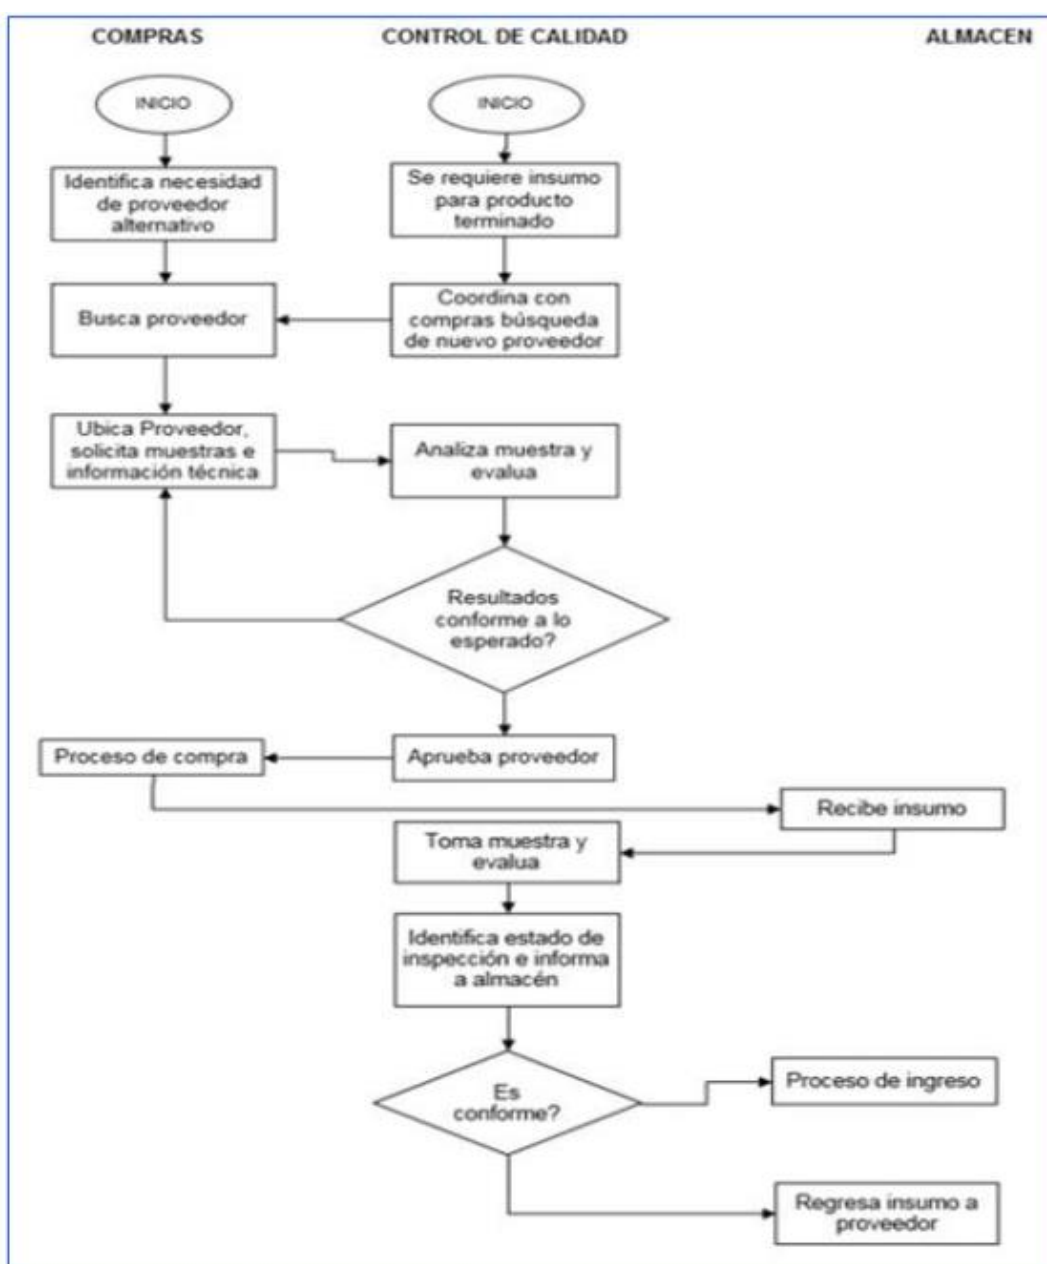 COMPRAS
CONTROL DE CALIDAD
ALMACEN
INICIO
INICIO
Identifica necesidad
de proveedor
alternativo
Se requiere insumo
para producto
terminado
Busca proveedor
Coordina con
compras búsqueda
de nuevo proveedor
Ubica Proveedor,
solicita muestras e
información técnica
Analiza muestra y
evalua
Resultados
conforme a lo
esperado?
Proceso de compra
Aprueba proveedor
Recibe insumo
Toma muestra y
evalua
Identifica estado de
inspección e informa
a almacén
Es
conforme?
Proceso de ingreso
Regresa insumo a
proveedor